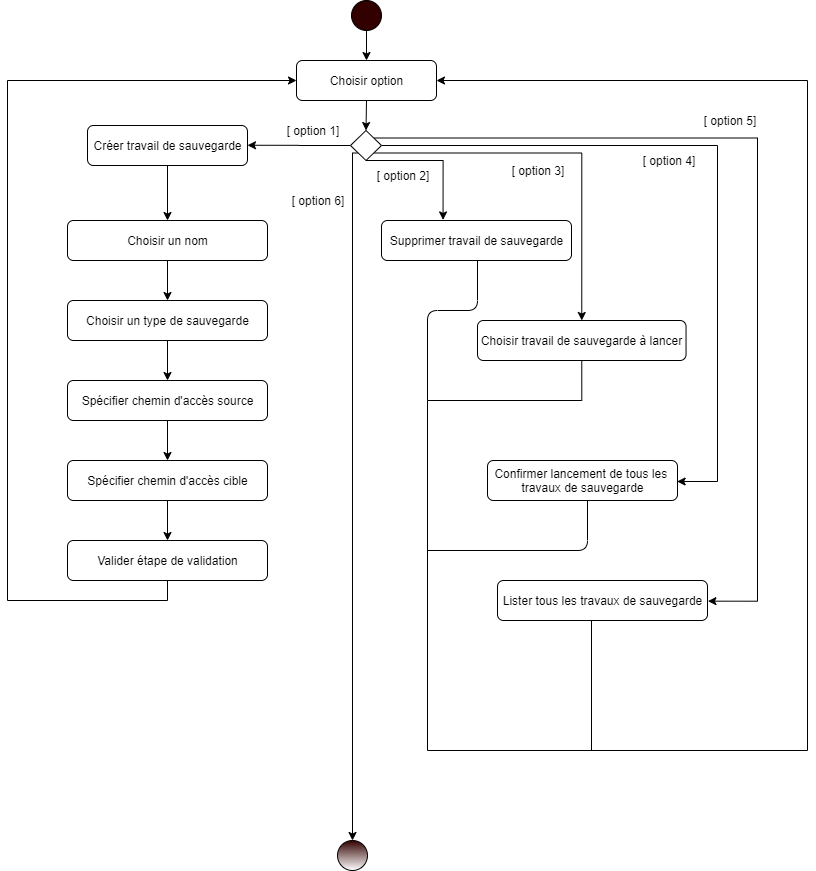 Choisir option
[ option 5]
[ option 1]
Créer travail de sauvegarde
[ option 4]
[ option 3]
[ option 2]
[ option 6]
Choisir un nom
Supprimer travail de sauvegarde
Choisir un type de sauvegarde
Choisir travail de sauvegarde à lancer
Spécifier chemin d'accès source
Spécifier chemin d'accès cible
Confirmer lancement de tous les
travaux de sauvegarde
Valider étape de validation
Lister tous les travaux de sauvegarde